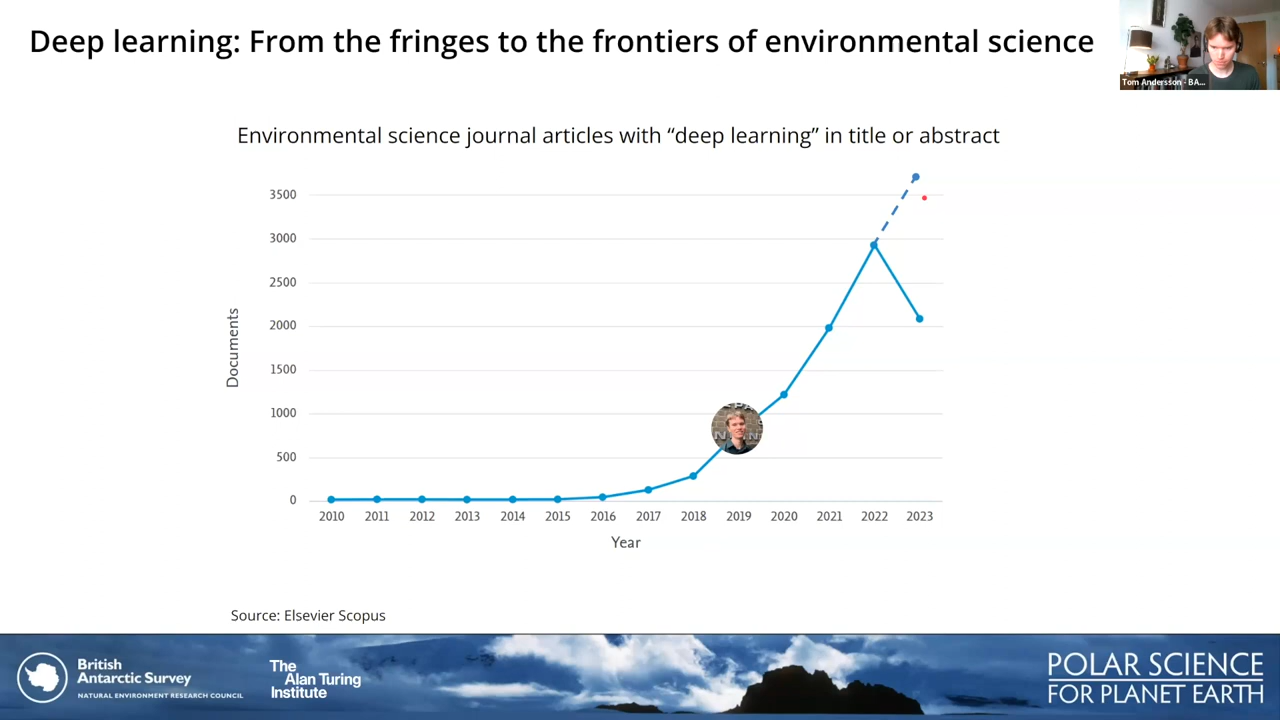 Deep learning: From the fringes to the frontiers of environmental science
Tom Andersson - BA...
Environmental science journal articles with “deep learning” in title or abstract
3500
3000
2500
2000
1500
1000
500
0
Documents
2010 2011 2012 2013 2014 2015 2016 2017 2018 2019 2020 2021 2022 2023
Year
Source: Elsevier Scopus
British
Antarctic Survey
NATURAL ENVIRONMENT RESEARCH COUNCIL
The
Alan Turing
Institute
POLAR SCIENCE
FOR PLANET EARTH